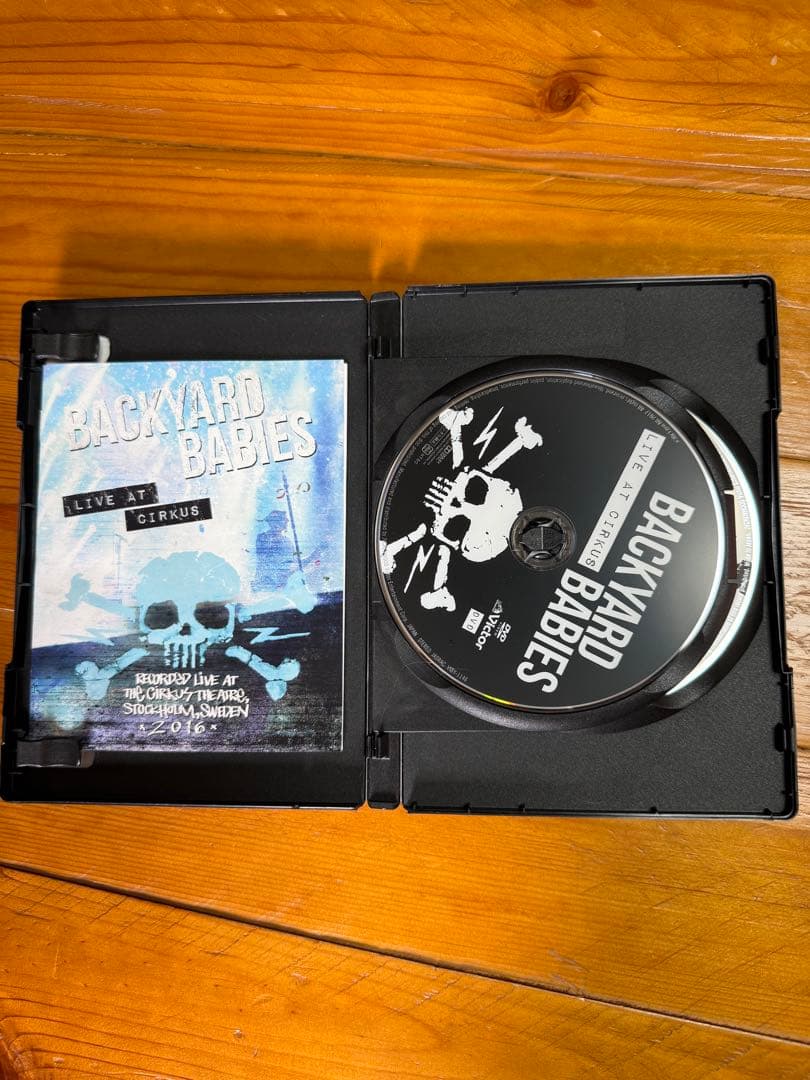 BACKYARD
BABIES
LIVE AT
CIRKUS
RECORDED LIVE AT
THE CIRKUS THEATRE,
STOCKHOLM, SWEDEN
*2016*
BACKYARD
BABIES
LIVE AT CIRKUS
DVD
Victor
DVD